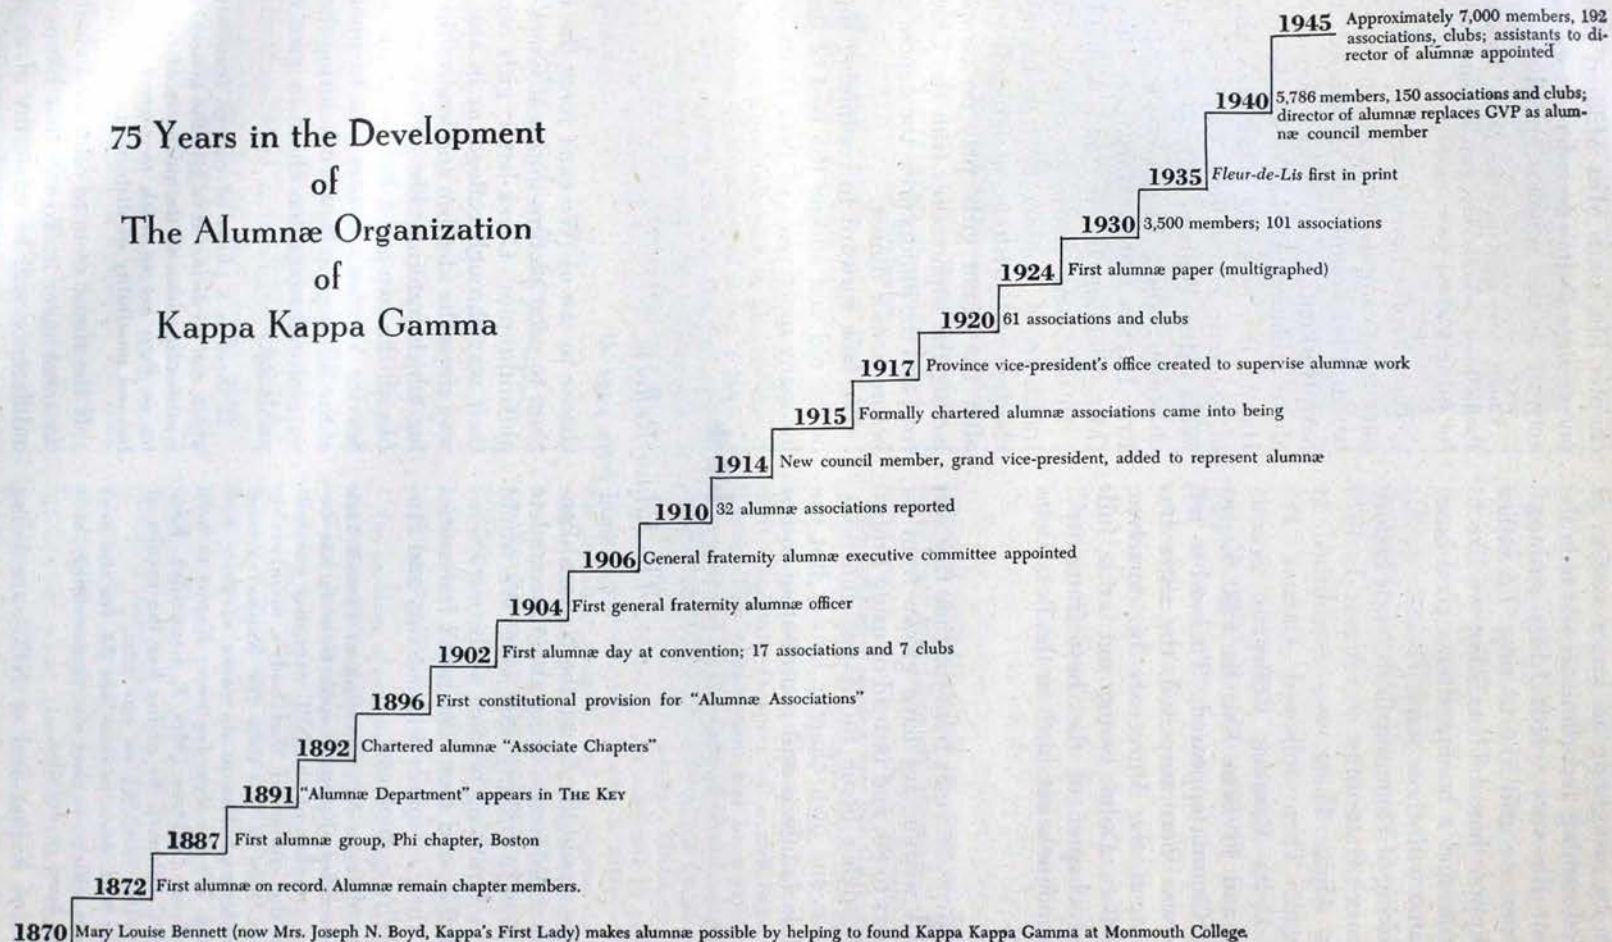 75 Years in the Development
of
The Alumnæ Organization
of
Kappa Kappa Gamma
1945 Approximately 7,000 members, 192
associations, clubs; assistants to di-
rector of alumnæ appointed
1940 5,786 members, 150 associations and clubs;
director of alumnæ replaces GVP as alum-
næ council member
1935 Fleur-de-Lis first in print
1930 3,500 members; 101 associations
1924 First alumnæ paper (multigraphed)
1920 61 associations and clubs
1917 Province vice-president's office created to supervise alumnæ work
1915 Formally chartered alumnæ associations came into being
1914 New council member, grand vice-president, added to represent alumnæ
1910 32 alumnæ associations reported
1906 General fraternity alumnæ executive committee appointed
1904 First general fraternity alumnæ officer
1902 First alumnæ day at convention; 17 associations and 7 clubs
1896 First constitutional provision for "Alumnæ Associations"
1892 Chartered alumnæ "Associate Chapters"
1891 "Alumnæ Department" appears in THE KEY
1887 First alumnæ group, Phi chapter, Boston
1872 First alumnæ on record. Alumnæ remain chapter members.
1870 Mary Louise Bennett (now Mrs. Joseph N. Boyd, Kappa's First Lady) makes alumnæ possible by helping to found Kappa Kappa Gamma at Monmouth College.